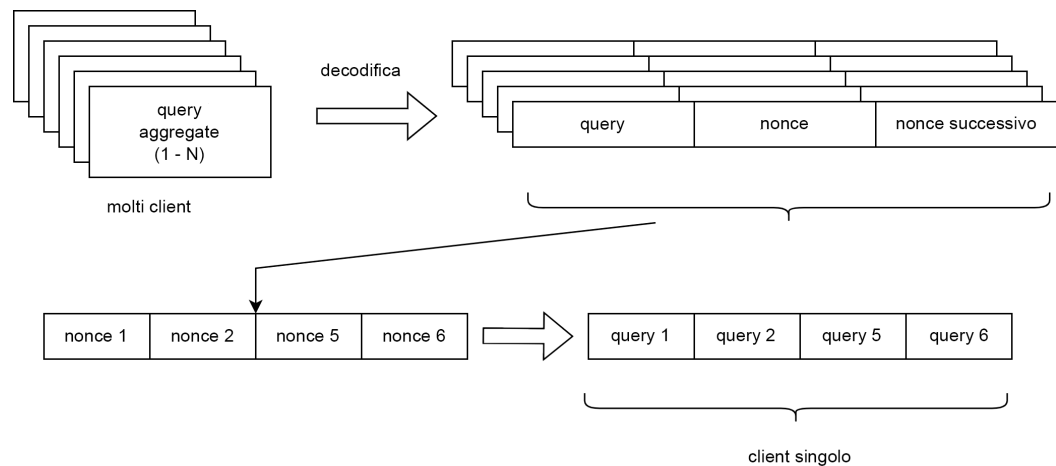 decodifica
query
aggregate
(1 - N)
molti client
query
nonce
nonce successivo
nonce 1
nonce 2
nonce 5
nonce 6
query 1
query 2
query 5
query 6
client singolo